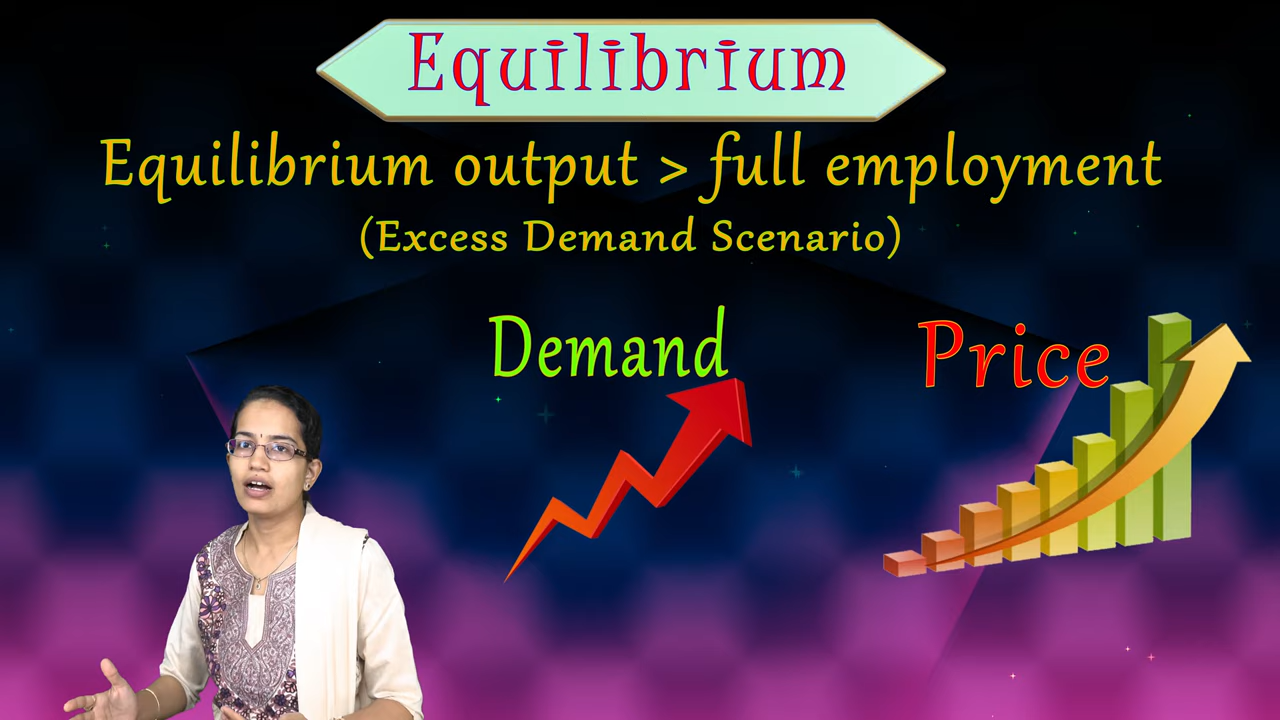 Equilibrium
Equilibrium output > full employment
(Excess Demand Scenario)
Demand
Price